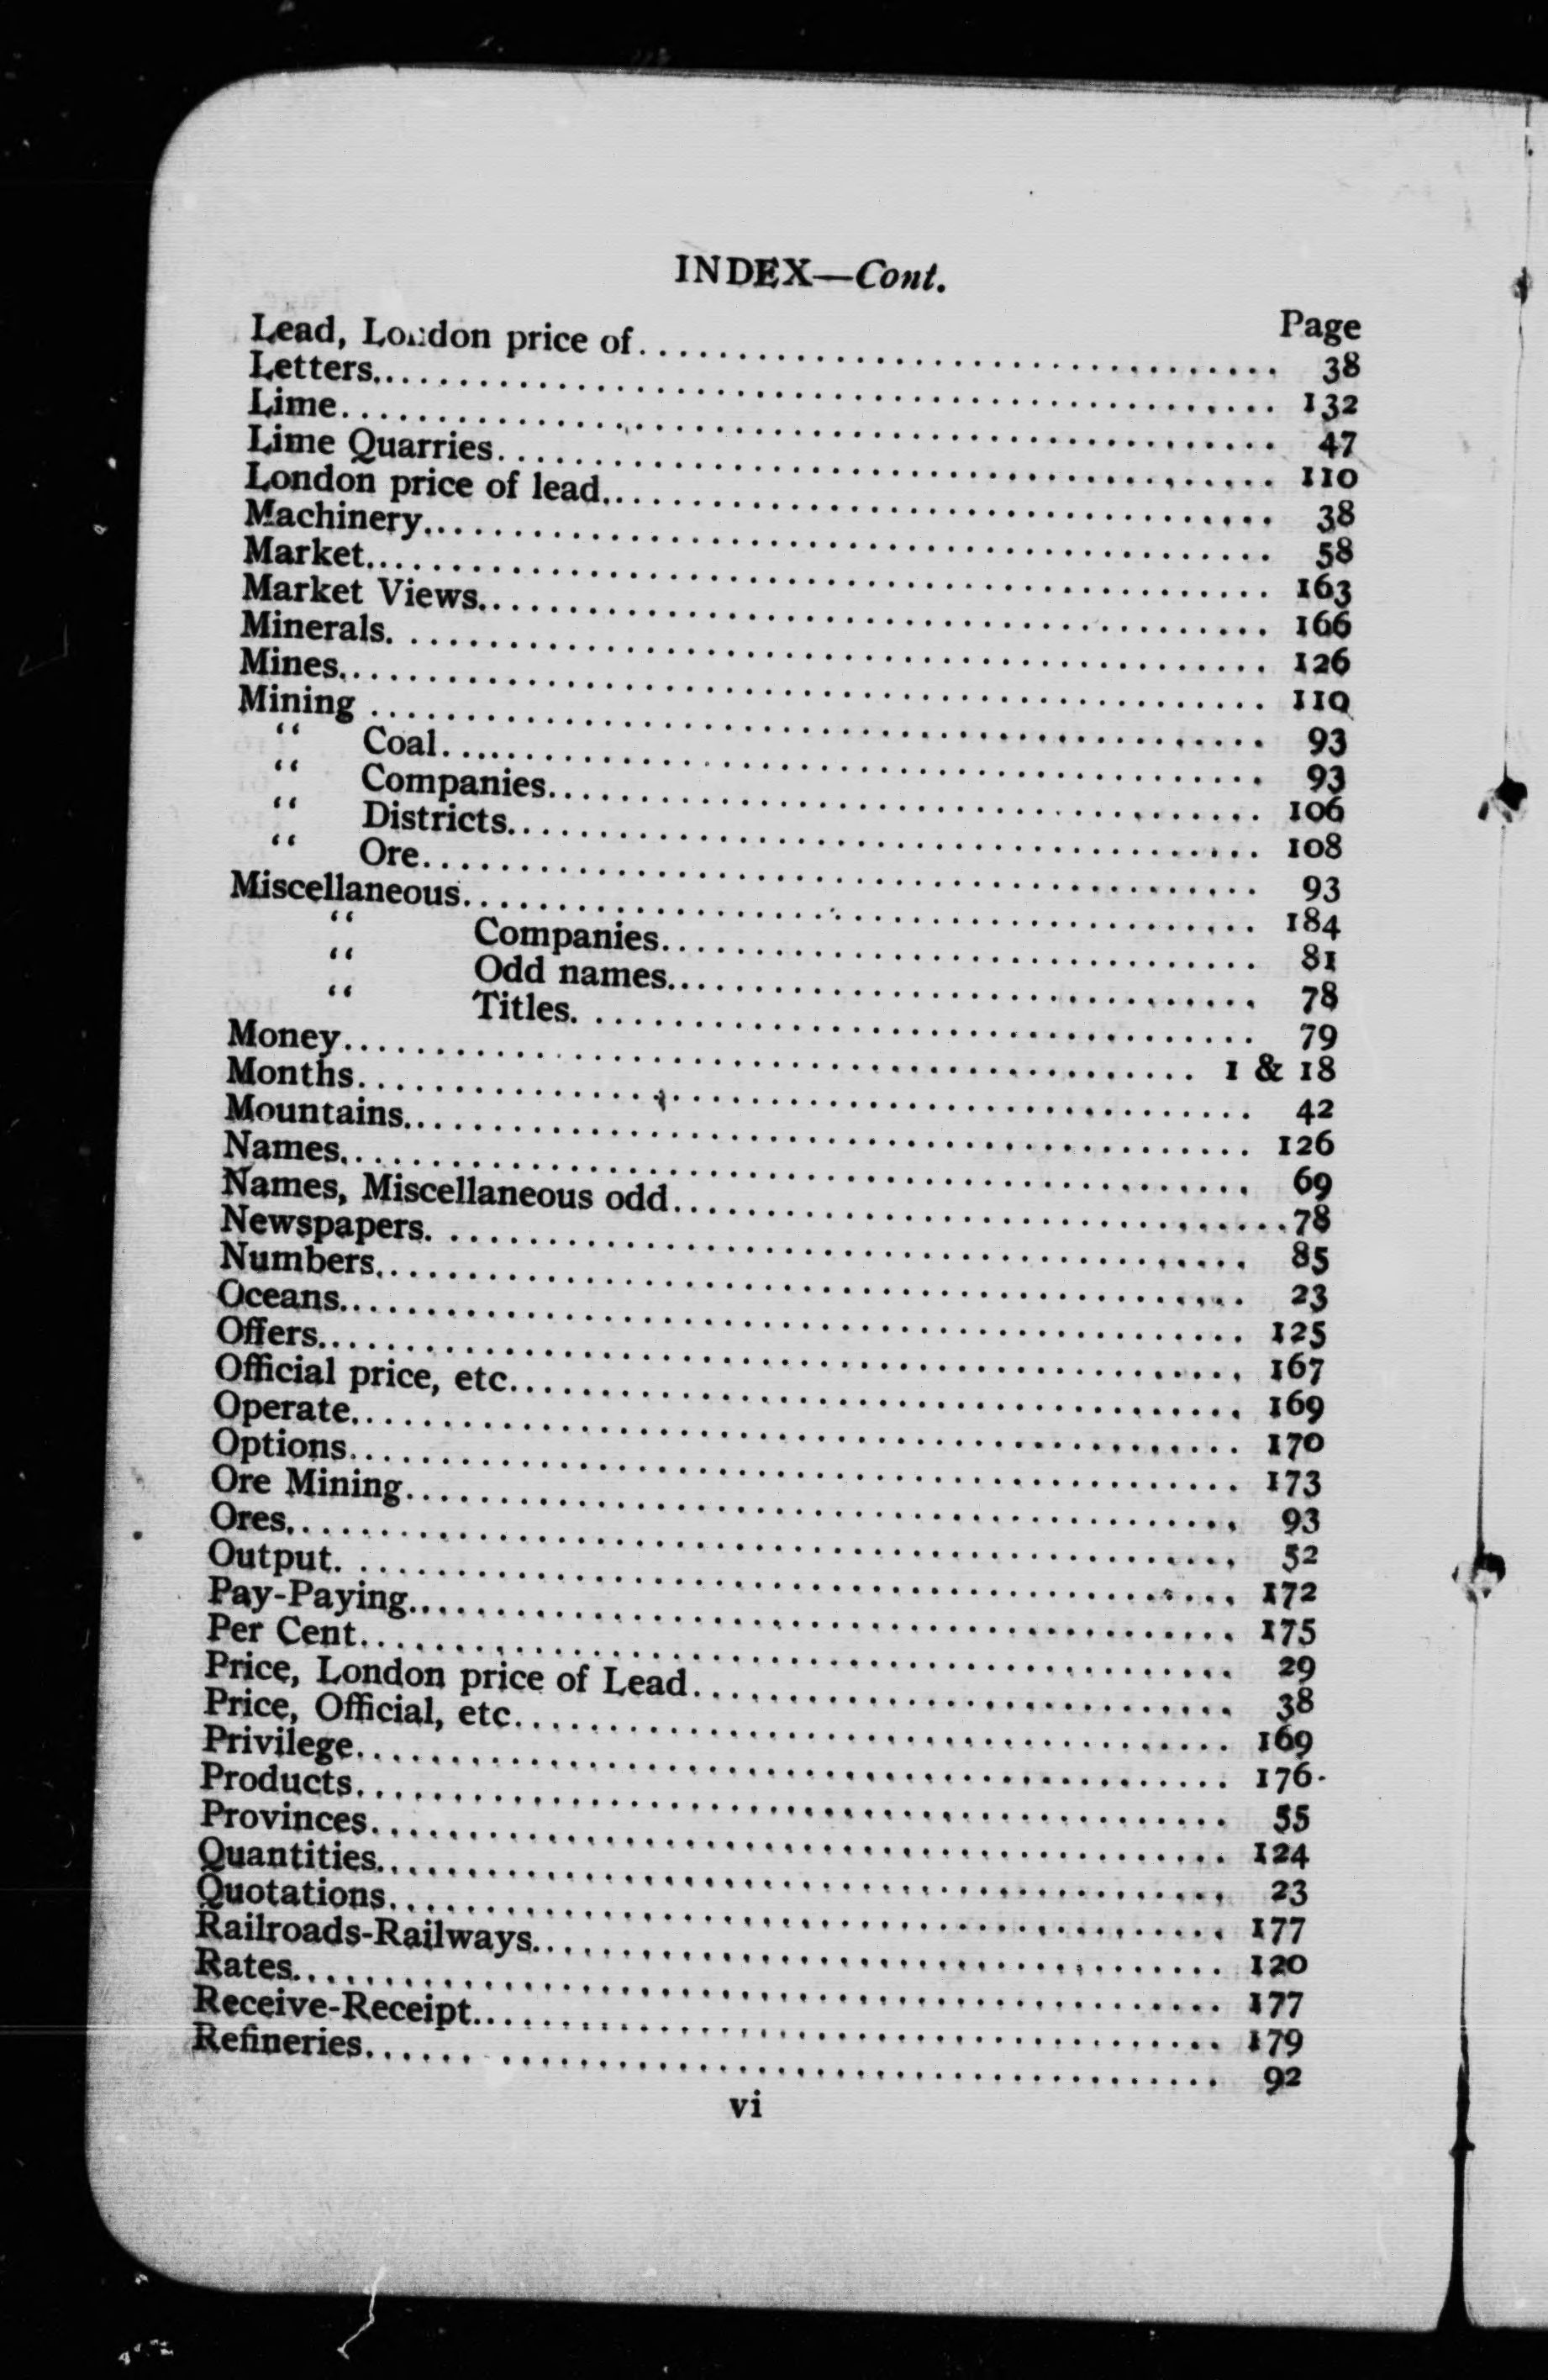 INDEX—Cont.
Page
Lead, London price of........ 38
Letters........ 132
Lime........ 47
Lime Quarries........ 110
London price of lead........ 38
Machinery........ 58
Market........ 163
Market Views........ 166
Minerals........ 126
Mines........ 110
Mining ........ 93
“ Coal........ 93
“ Companies........ 106
“ Districts........ 108
“ Ore........ 93
Miscellaneous........ 184
“ Companies........ 81
“ Odd names........ 78
“ Titles........ 79
Money........ 1 & 18
Months........ 42
Mountains........ 126
Names........ 69
Names, Miscellaneous odd........ 78
Newspapers........ 85
Numbers........ 23
Oceans........ 125
Offers........ 167
Official price, etc........ 169
Operate........ 170
Options........ 173
Ore Mining........ 93
Ores........ 52
Output........ 172
Pay-Paying........ 175
Per Cent........ 29
Price, London price of Lead........ 38
Price, Official, etc........ 169
Privilege........ 176
Products........ 55
Provinces........ 124
Quantities........ 23
Quotations........ 177
Railroads-Railways........ 120
Rates........ 177
Receive-Receipt........ 179
Refineries........ 92
vi